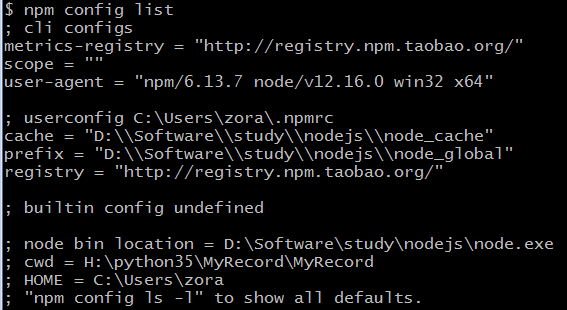 $ npm config list
; cli configs
metrics-registry = "http://registry.npm.taobao.org/"
scope = ""
user-agent = "npm/6.13.7 node/v12.16.0 win32 x64"
; userconfig C:\Users\zora\.npmrc
cache = "D:\\Software\\study\\nodejs\\node_cache"
prefix = "D:\\Software\\study\\nodejs\\node_global"
registry = "http://registry.npm.taobao.org/"
; builtin config undefined
; node bin location = D:\Software\study\nodejs\node.exe
; cwd = H:\python35\MyRecord\MyRecord
; HOME = C:\Users\zora
; "npm config ls -l" to show all defaults.